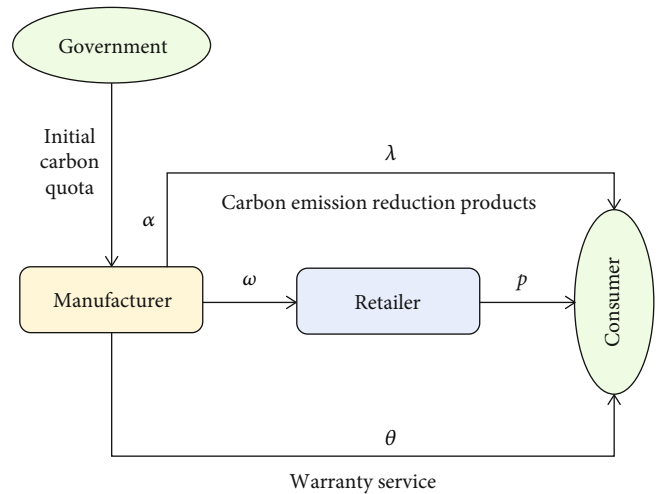 Government
Initial
carbon
quota
λ
α
Carbon emission reduction products
Manufacturer
ω
Retailer
p
Consumer
θ
Warranty service